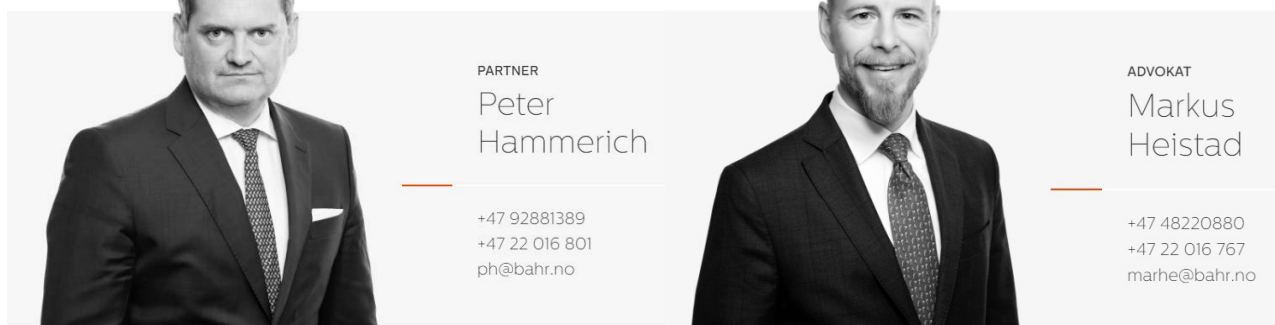 PARTNER
Peter
Hammerich
+47 92881389
+47 22 016 801
ph@bahr.no
ADVOKAT
Markus
Heistad
+47 48220880
+47 22 016 767
marhe@bahr.no